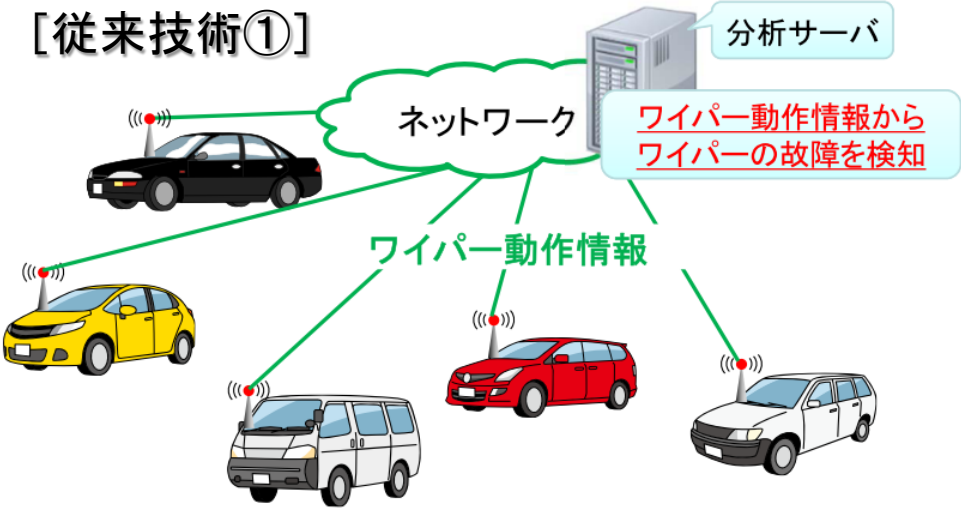 ［従来技術①］
分析サーバ
ネットワーク
ワイパー動作情報から
ワイパーの故障を検知
ワイパー動作情報